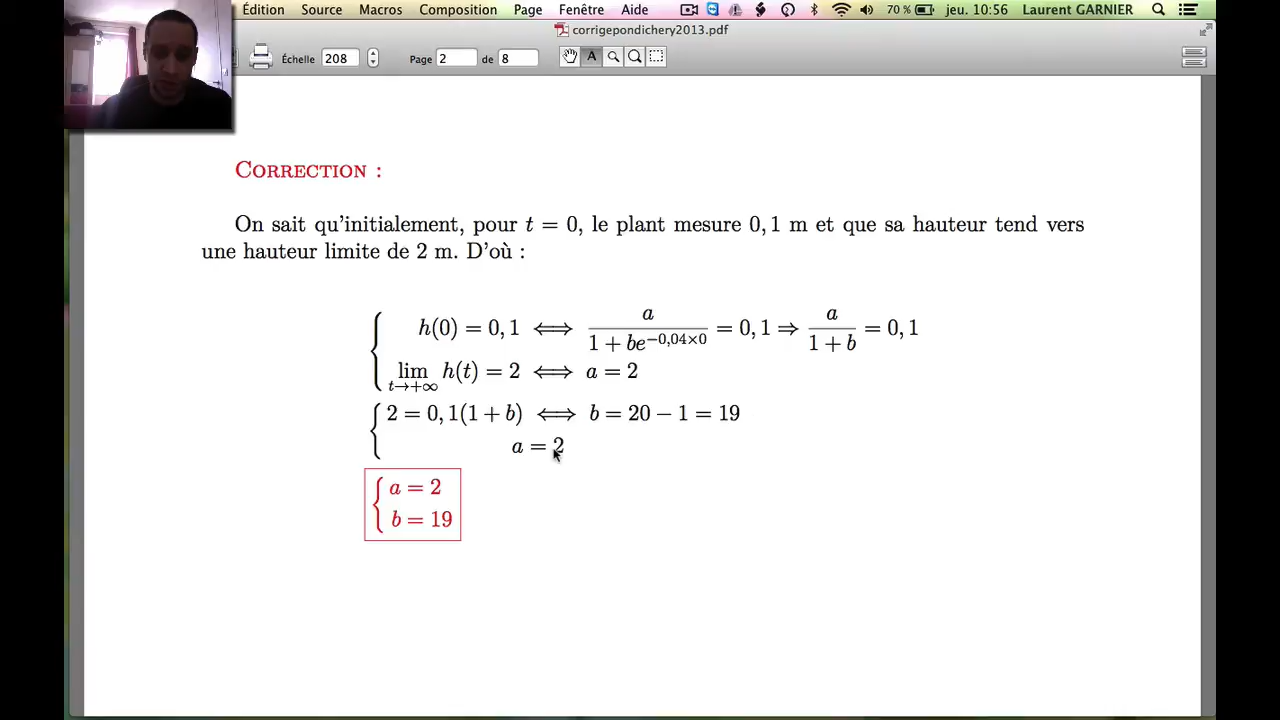 Édition Source Macros Composition Page Fenêtre Aide 70 % jeu. 10:56 Laurent GARNIER
corrigepondichery2013.pdf
Échelle 208 Page 2 de 8 A
CORRECTION :
On sait qu'initialement, pour t = 0, le plant mesure 0,1 m et que sa hauteur tend vers
une hauteur limite de 2 m. D'où :
{ h(0) = 0,1 ⟺ a / (1 + be^{−0,04×0}) = 0,1 ⇒ a / (1 + b) = 0,1
lim_{t→+∞} h(t) = 2 ⟺ a = 2
{ 2 = 0,1(1 + b) ⟺ b = 20 − 1 = 19
a = 2
{ a = 2
b = 19